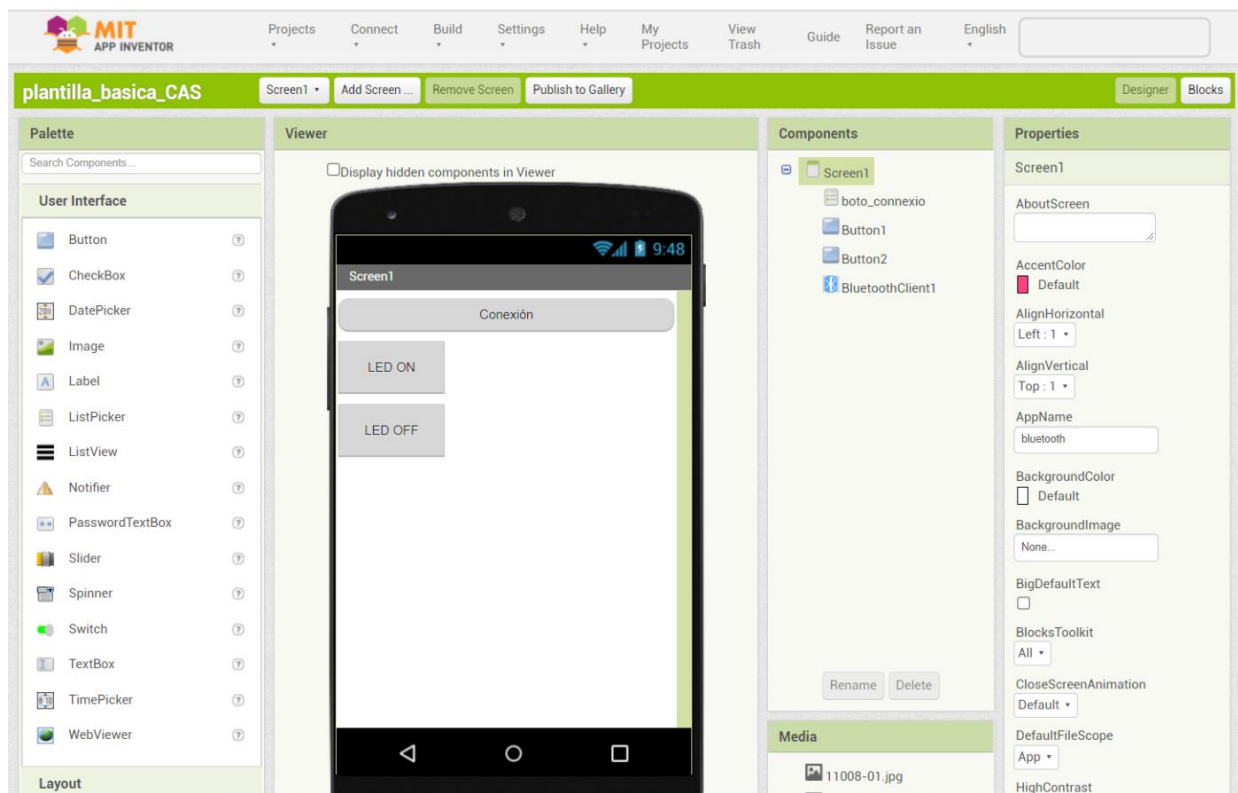 MIT
APP INVENTOR
Projects
Connect
Build
Settings
Help
My Projects
View Trash
Guide
Report an Issue
English
plantilla_basica_CAS
Screen1
Add Screen ...
Remove Screen
Publish to Gallery
Designer
Blocks
Palette
Search Components...
User Interface
Button
CheckBox
DatePicker
Image
Label
ListPicker
ListView
Notifier
PasswordTextBox
Slider
Spinner
Switch
TextBox
TimePicker
WebViewer
Layout
Viewer
Display hidden components in Viewer
9:48
Screen1
Conexión
LED ON
LED OFF
Components
Screen1
boto_connexio
Button1
Button2
BluetoothClient1
Rename
Delete
Media
11008-01.jpg
Properties
Screen1
AboutScreen
AccentColor
Default
AlignHorizontal
Left : 1
AlignVertical
Top : 1
AppName
bluetooth
BackgroundColor
Default
BackgroundImage
None...
BigDefaultText
BlocksToolkit
All
CloseScreenAnimation
Default
DefaultFileScope
App
HighContrast